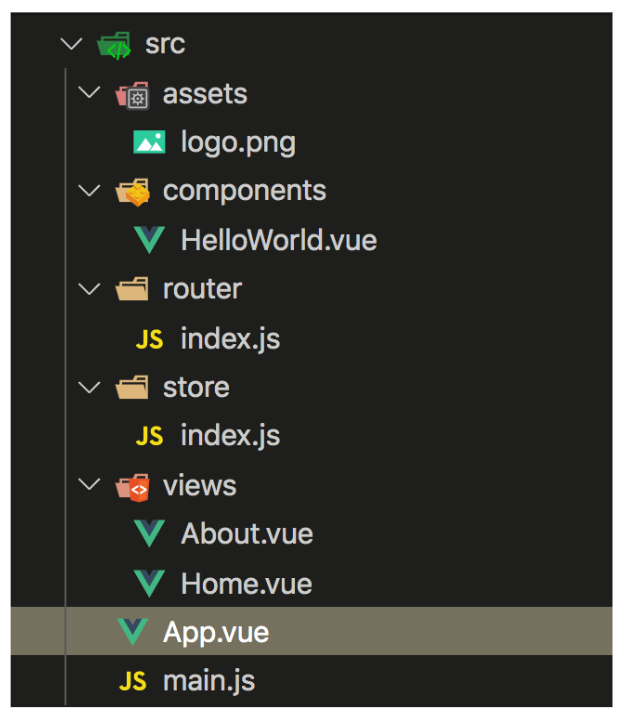 src
assets
logo.png
components
HelloWorld.vue
router
JS index.js
store
JS index.js
views
About.vue
Home.vue
App.vue
JS main.js